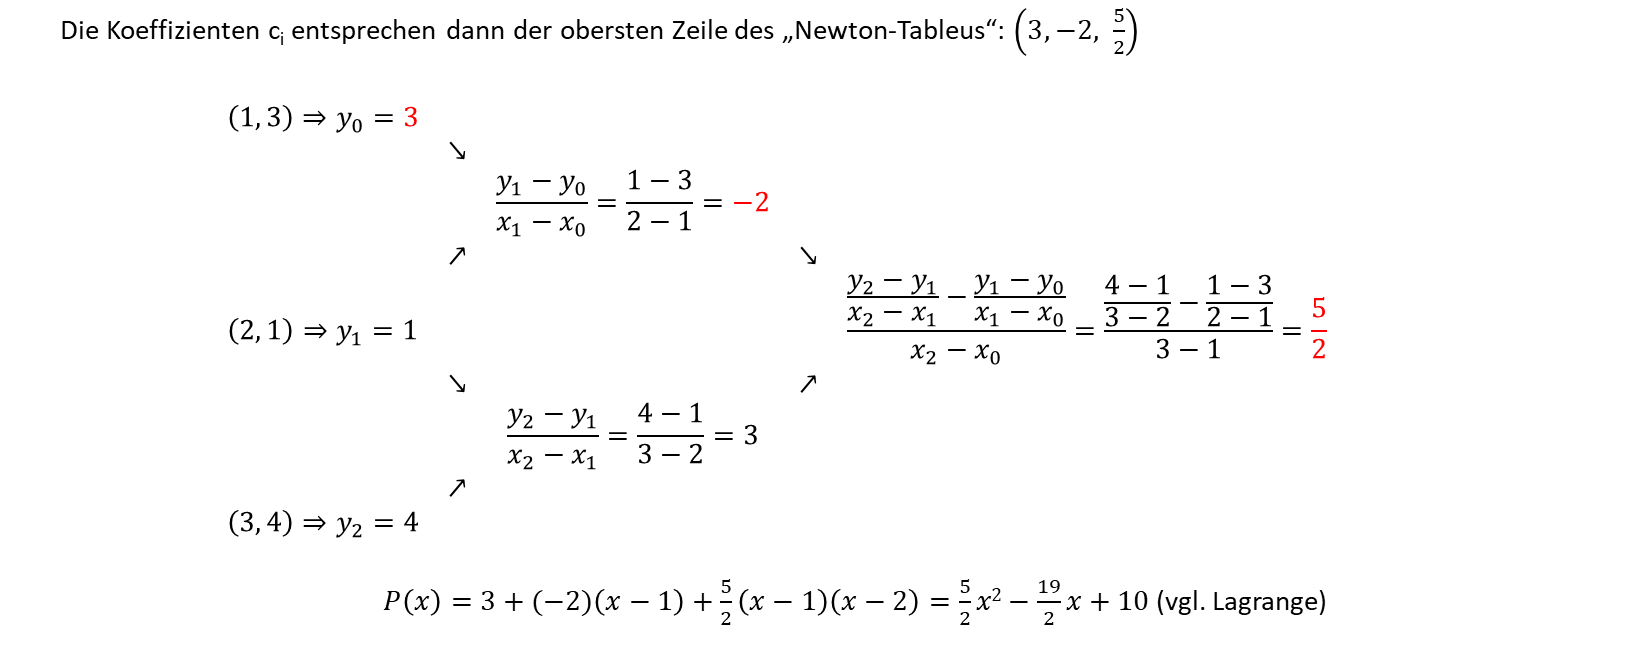 Die Koeffizienten cᵢ entsprechen dann der obersten Zeile des „Newton-Tableus“: (3, −2, 5/2)
(1, 3) ⇒ y₀ = 3
↘
(y₁ − y₀)/(x₁ − x₀) = (1 − 3)/(2 − 1) = −2
↗ ↘
(2, 1) ⇒ y₁ = 1
((y₂ − y₁)/(x₂ − x₁) − (y₁ − y₀)/(x₁ − x₀))/(x₂ − x₀) = ((4 − 1)/(3 − 2) − (1 − 3)/(2 − 1))/(3 − 1) = 5/2
↘ ↗
(y₂ − y₁)/(x₂ − x₁) = (4 − 1)/(3 − 2) = 3
↗
(3, 4) ⇒ y₂ = 4
P(x) = 3 + (−2)(x − 1) + 5/2 (x − 1)(x − 2) = 5/2 x² − 19/2 x + 10 (vgl. Lagrange)